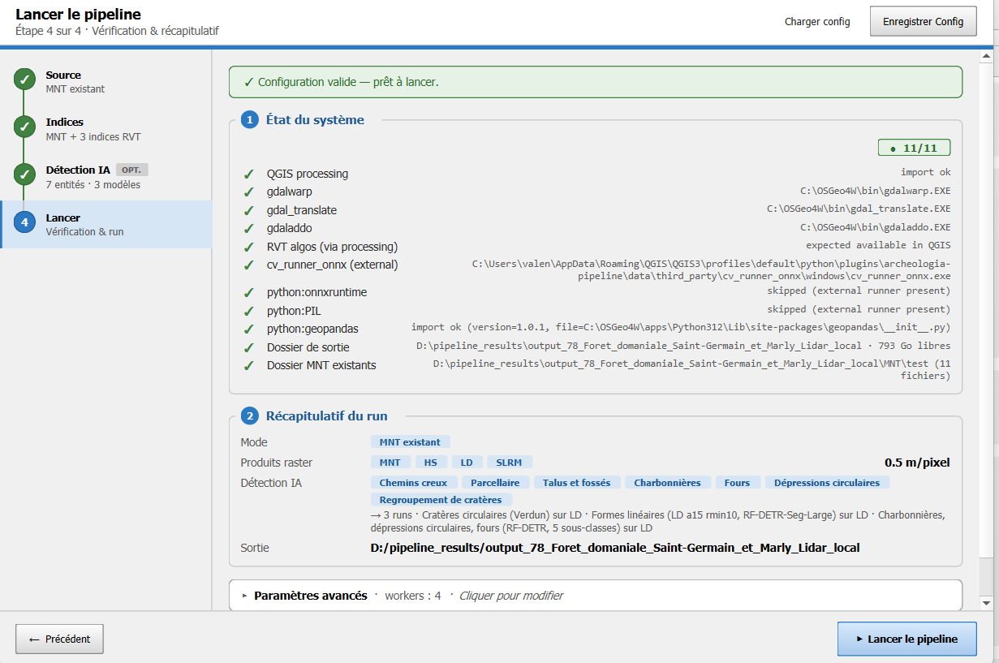 Lancer le pipeline
Étape 4 sur 4 · Vérification & récapitulatif
Charger config
Enregistrer Config
✓ Source
MNT existant
✓ Indices
MNT + 3 indices RVT
✓ Détection IA OPT.
7 entités · 3 modèles
4 Lancer
Vérification & run
✓ Configuration valide — prêt à lancer.
1 État du système
● 11/11
✓ QGIS processing import ok
✓ gdalwarp C:\OSGeo4W\bin\gdalwarp.EXE
✓ gdal_translate C:\OSGeo4W\bin\gdal_translate.EXE
✓ gdaladdo C:\OSGeo4W\bin\gdaladdo.EXE
✓ RVT algos (via processing) expected available in QGIS
✓ cv_runner_onnx (external) C:\Users\valen\AppData\Roaming\QGIS\QGIS3\profiles\default\python\plugins\archeologia-
pipeline\data\third_party\cv_runner_onnx\windows\cv_runner_onnx.exe
✓ python:onnxruntime skipped (external runner present)
✓ python:PIL skipped (external runner present)
✓ python:geopandas import ok (version=1.0.1, file=C:\OSGeo4W\apps\Python312\Lib\site-packages\geopandas\__init__.py)
✓ Dossier de sortie D:\pipeline_results\output_78_Foret_domaniale_Saint-Germain_et_Marly_Lidar_local · 793 Go libres
✓ Dossier MNT existants D:\pipeline_results\output_78_Foret_domaniale_Saint-Germain_et_Marly_Lidar_local\MNT\test (11
fichiers)
2 Récapitulatif du run
Mode MNT existant
Produits raster MNT HS LD SLRM 0.5 m/pixel
Détection IA Chemins creux Parcellaire Talus et fossés Charbonnières Fours Dépressions circulaires
Regroupement de cratères
→ 3 runs · Cratères circulaires (Verdun) sur LD · Formes linéaires (LD a15 rmin10, RF-DETR-Seg-Large) sur LD · Charbonnières,
dépressions circulaires, fours (RF-DETR, 5 sous-classes) sur LD
Sortie D:/pipeline_results/output_78_Foret_domaniale_Saint-Germain_et_Marly_Lidar_local
▸ Paramètres avancés · workers : 4 · Cliquer pour modifier
← Précédent
▸ Lancer le pipeline